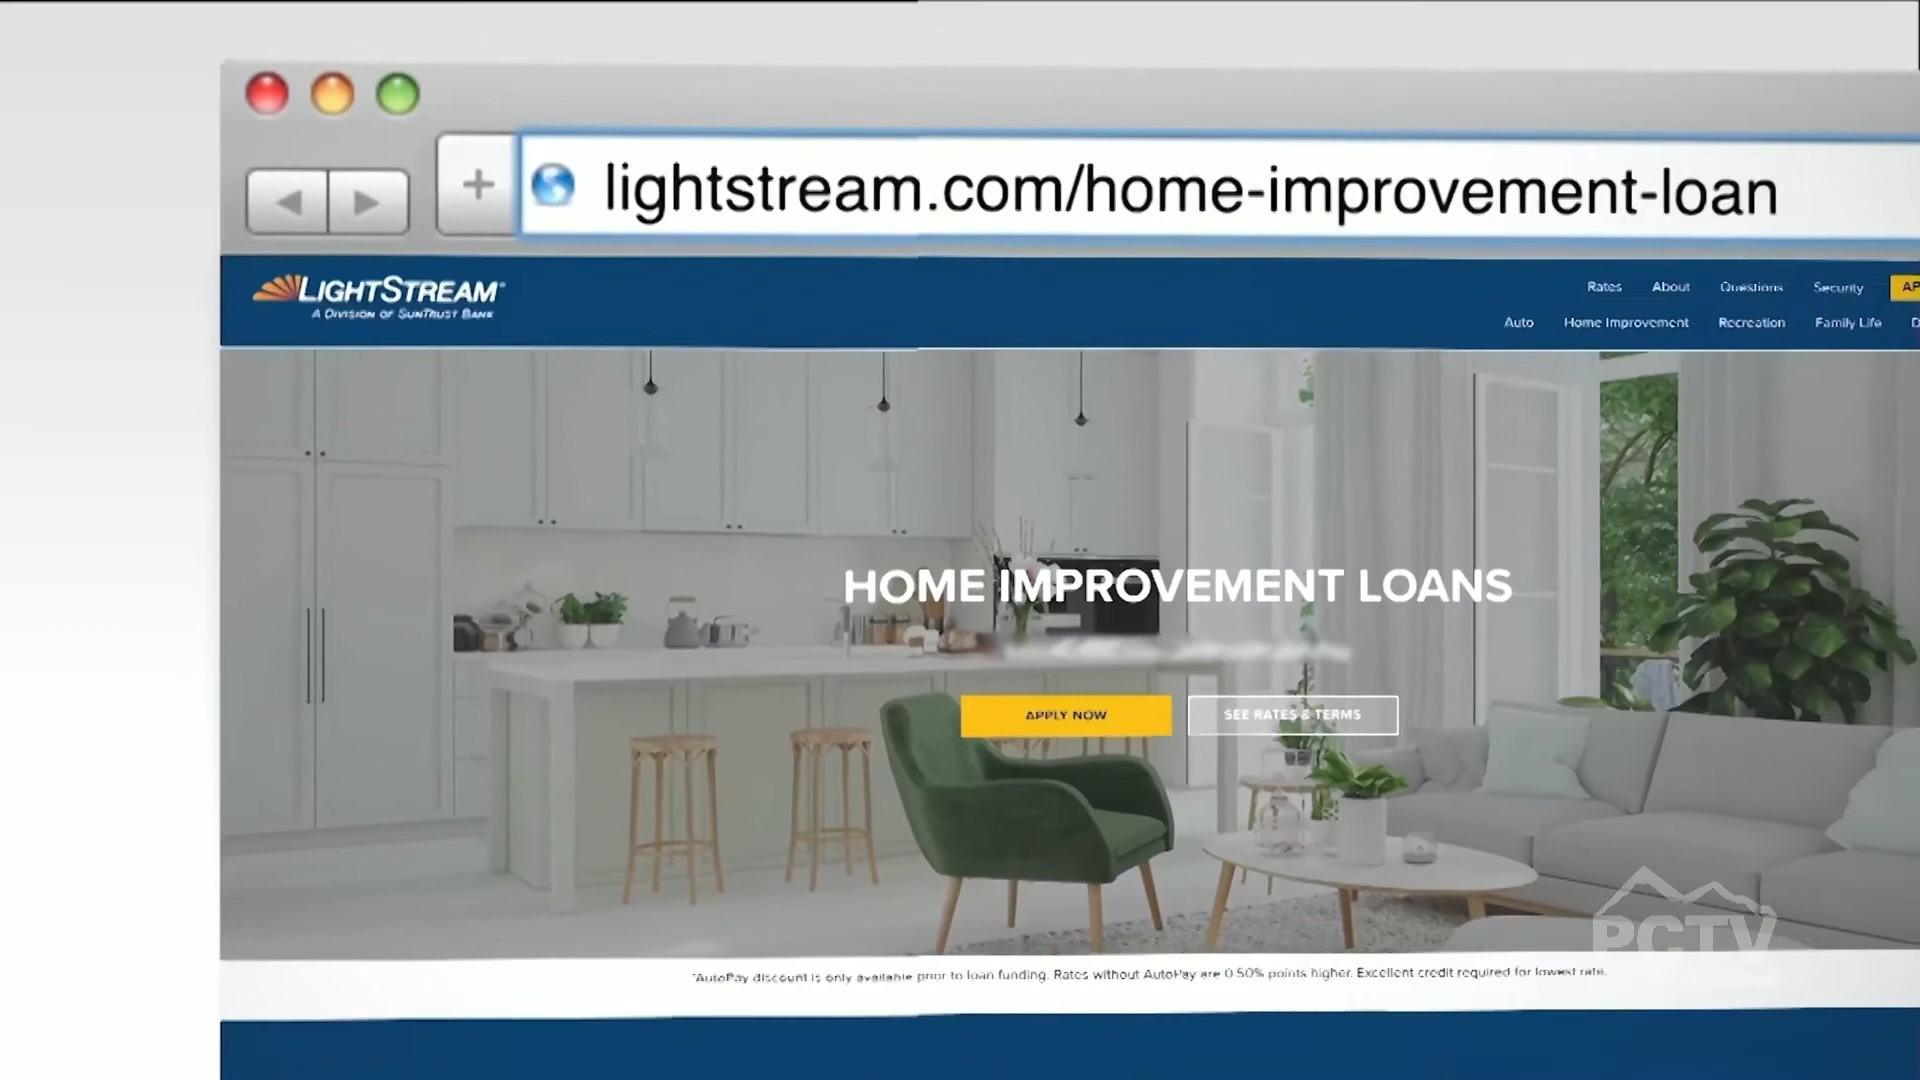 lightstream.com/home-improvement-loan
LIGHTSTREAM®
A DIVISION OF SUNTRUST BANK
Rates About Questions Security
Auto Home Improvement Recreation Family Life
HOME IMPROVEMENT LOANS
APPLY NOW SEE RATES & TERMS
PCTV
*AutoPay discount is only available prior to loan funding. Rates without AutoPay are 0.50% points higher. Excellent credit required for lowest rate.